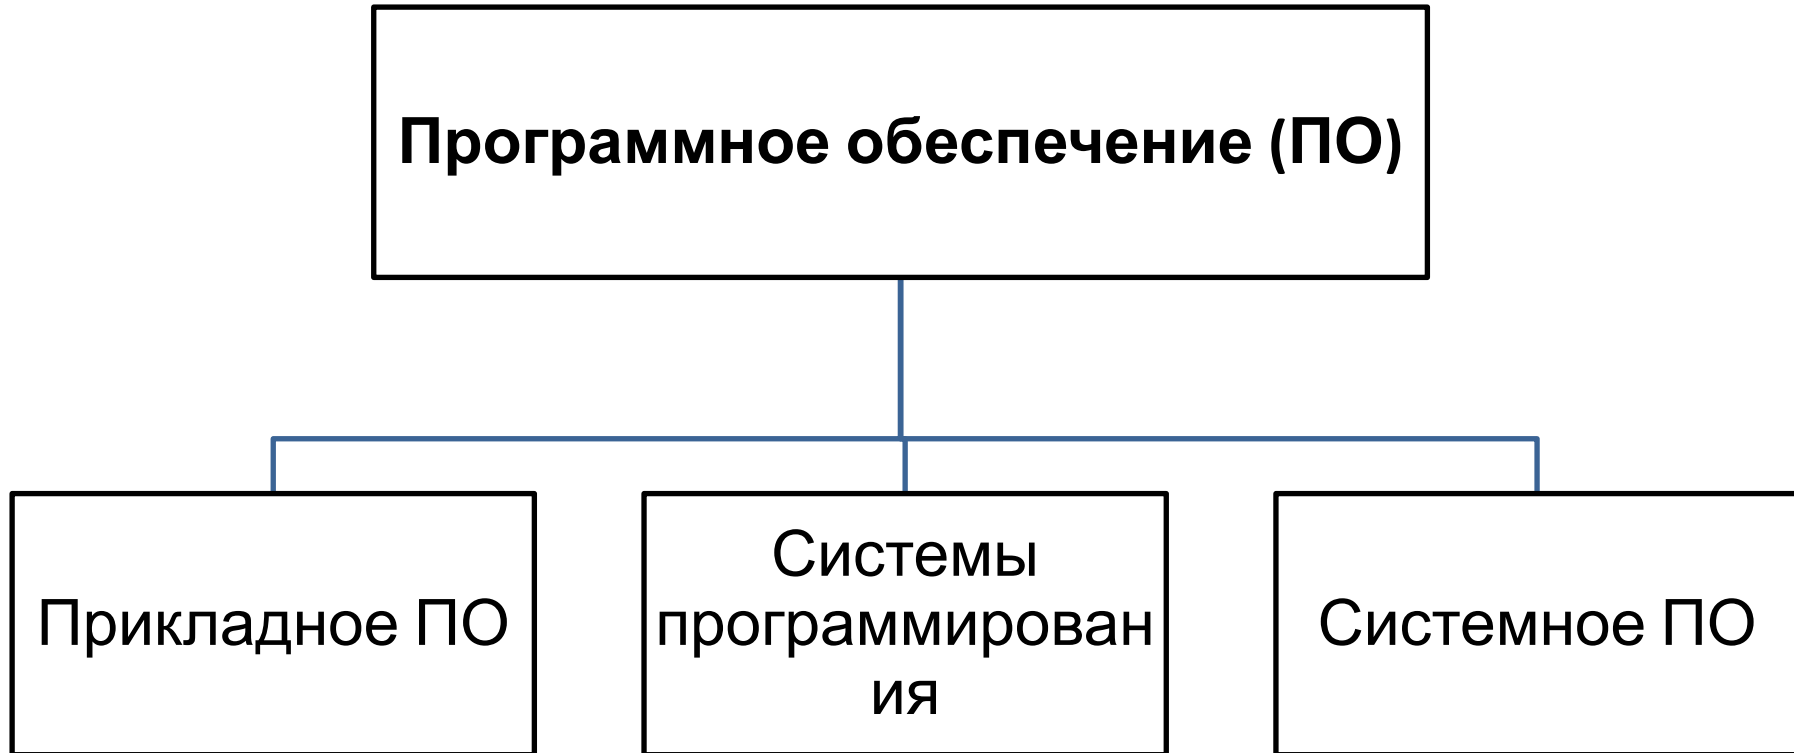 Программное обеспечение (ПО)
Прикладное ПО
Системы
программирован
ия
Системное ПО